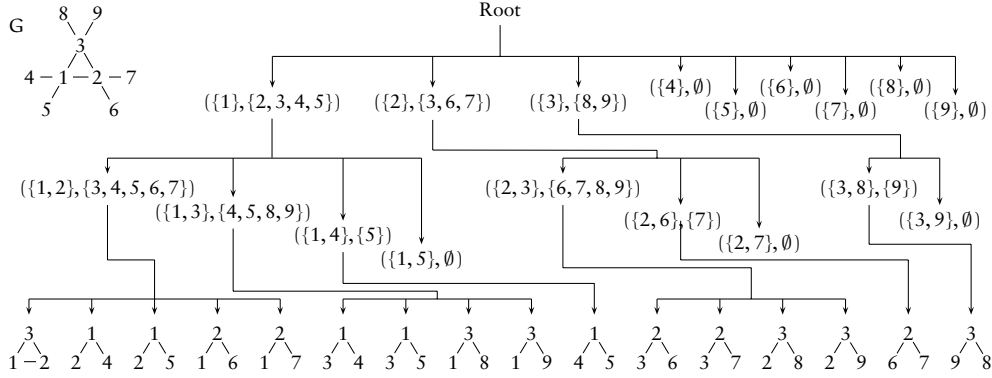 Root
G
8 9
3
4 1 2 7
5 6
({1}, {2, 3, 4, 5}) ({2}, {3, 6, 7}) ({3}, {8, 9}) ({4}, ∅) ({5}, ∅) ({6}, ∅) ({7}, ∅) ({8}, ∅) ({9}, ∅)
({1, 2}, {3, 4, 5, 6, 7}) ({1, 3}, {4, 5, 8, 9}) ({1, 4}, {5}) ({1, 5}, ∅) ({2, 3}, {6, 7, 8, 9}) ({2, 6}, {7}) ({2, 7}, ∅) ({3, 8}, {9}) ({3, 9}, ∅)
3 1 1 2 2 1 1 3 3 1 2 2 3 3 2 3
1 2 2 4 2 5 1 6 1 7 3 4 3 5 1 8 1 9 4 5 3 6 3 7 2 8 2 9 6 7 9 8